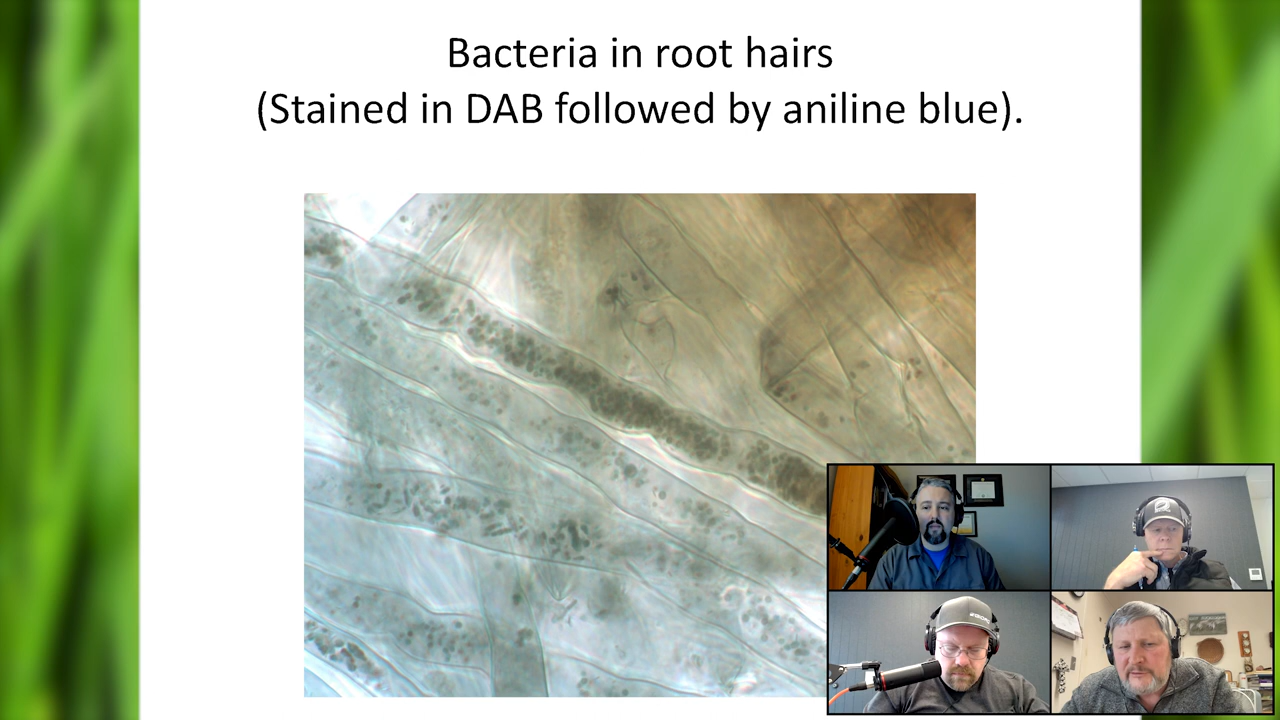 Bacteria in root hairs
(Stained in DAB followed by aniline blue).